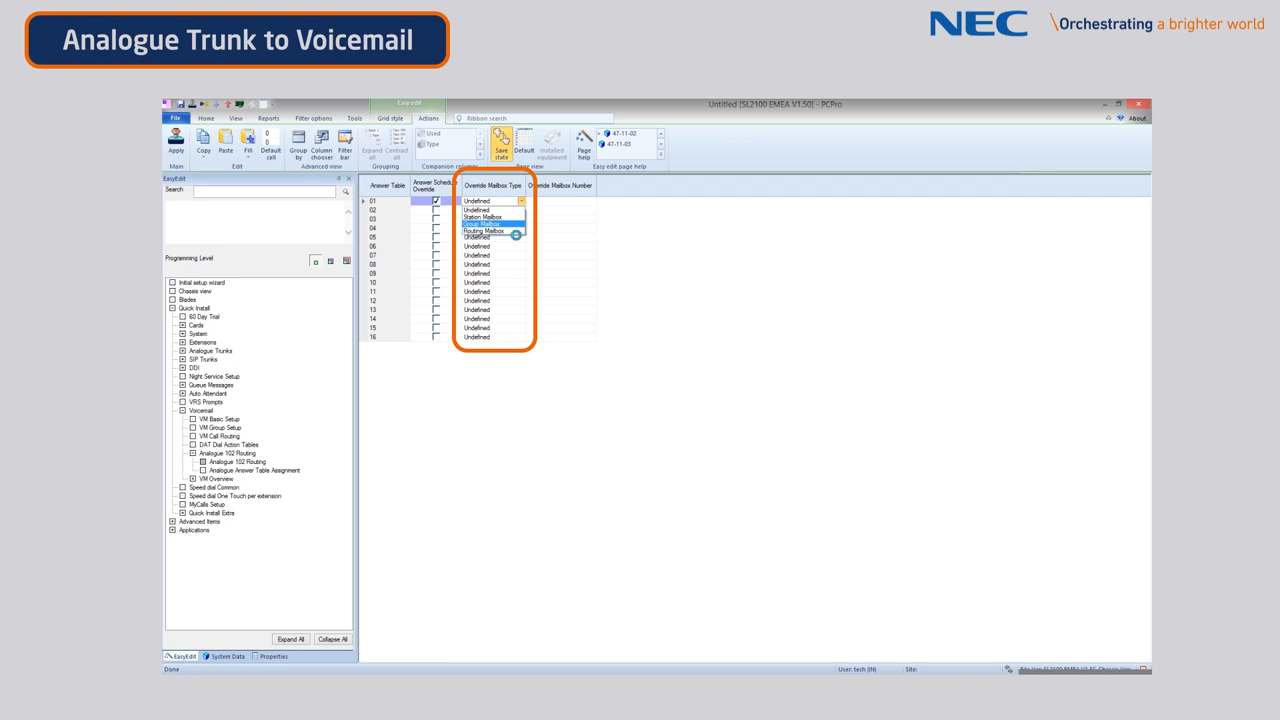 Analogue Trunk to Voicemail
NEC
\Orchestrating a brighter world
Easy edit
Untitled [SL2100 EMEA V1.50] - PCPro
File Home View Reports Filter options Tools Grid style Actions Ribbon search About
Apply
Copy
Paste
Fill
0
0
Default cell
Group by
Column chooser
Filter bar
Expand all
Contract all
Used
Type
Save state
Default
Installed equipment
Page help
47-11-02
47-11-03
Main Edit Advanced view Grouping Companion columns Page view Easy edit page help
EasyEdit
Search
Programming Level
Initial setup wizard
Chassis view
Blades
Quick Install
60 Day Trial
Cards
System
Extensions
Analogue Trunks
SIP Trunks
DDI
Night Service Setup
Queue Messages
Auto Attendant
VRS Prompts
Voicemail
VM Basic Setup
VM Group Setup
VM Call Routing
DAT Dial Action Tables
Analogue 102 Routing
Analogue 102 Routing
Analogue Answer Table Assignment
VM Overview
Speed dial Common
Speed dial One Touch per extension
MyCalls Setup
Quick Install Extra
Advanced Items
Applications
Expand All Collapse All
EasyEdit System Data Properties
Answer Table Answer Schedule Override Override Mailbox Type Override Mailbox Number
01 Undefined
Undefined
Station Mailbox
Group Mailbox
Routing Mailbox
02
03
04
05 Undefined
06 Undefined
07 Undefined
08 Undefined
09 Undefined
10 Undefined
11 Undefined
12 Undefined
13 Undefined
14 Undefined
15 Undefined
16 Undefined
Done
User: tech (IN) Site: